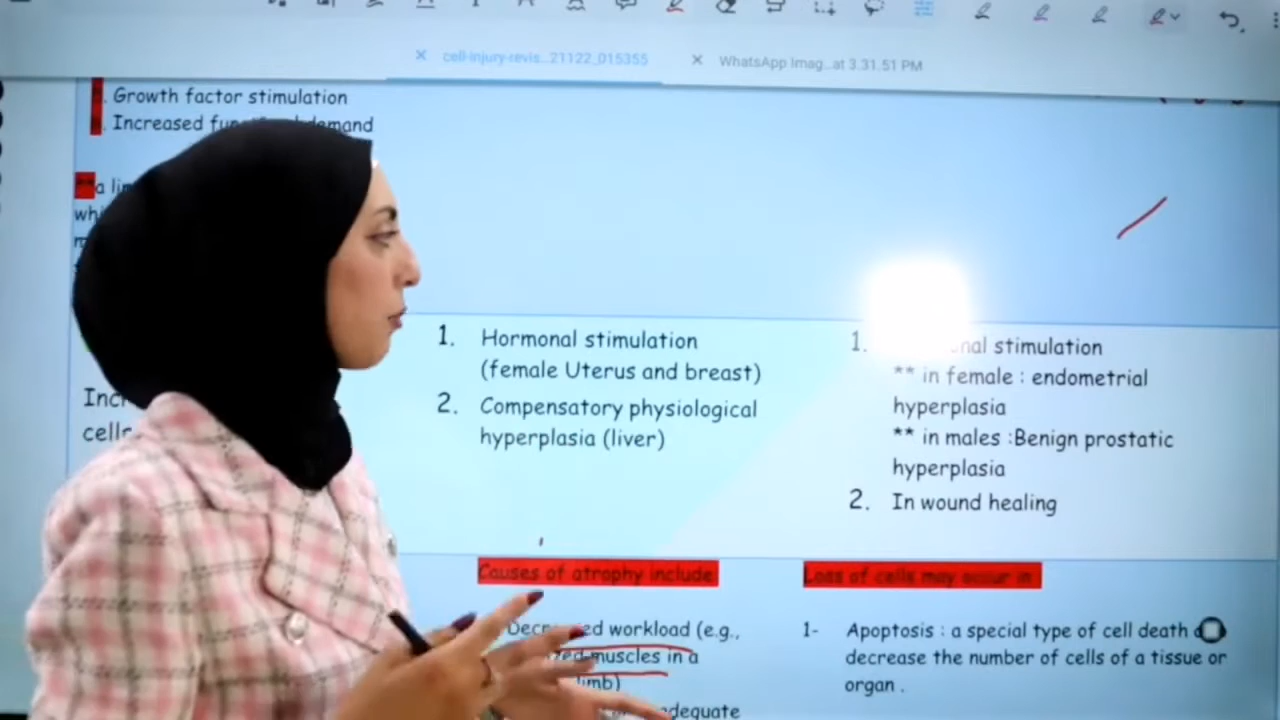 cell-injury-revis...21122_015355
WhatsApp Imag...at 3.31.51 PM
Growth factor stimulation
Increased demand
**a
1. Hormonal stimulation
(female Uterus and breast)
2. Compensatory physiological
hyperplasia (liver)
1. stimulation
** in female : endometrial
hyperplasia
** in males :Benign prostatic
hyperplasia
2. In wound healing
Causes of atrophy include
workload (e.g.,
muscles in a
limb)
Loss of cells may occur in
1- Apoptosis : a special type of cell death
decrease the number of cells of a tissue or
organ .